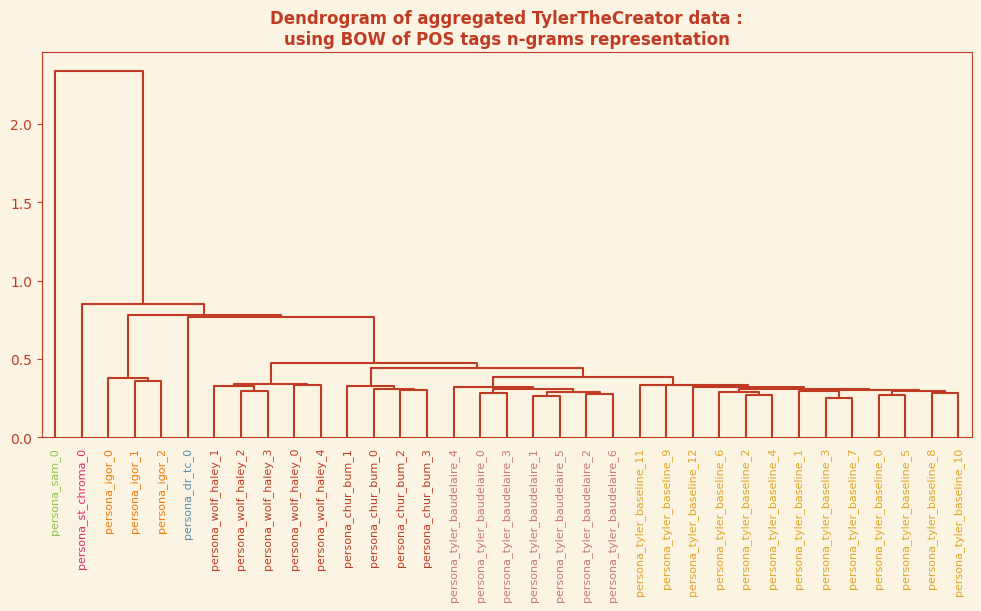 Dendrogram of aggregated TylerTheCreator data :
using BOW of POS tags n-grams representation
2.0
1.5
1.0
0.5
0.0
persona_sam_0
persona_st_chroma_0
persona_igor_0
persona_igor_1
persona_igor_2
persona_dr_tc_0
persona_wolf_haley_1
persona_wolf_haley_2
persona_wolf_haley_3
persona_wolf_haley_0
persona_wolf_haley_4
persona_chur_bum_1
persona_chur_bum_0
persona_chur_bum_2
persona_chur_bum_3
persona_tyler_baudelaire_4
persona_tyler_baudelaire_0
persona_tyler_baudelaire_3
persona_tyler_baudelaire_1
persona_tyler_baudelaire_5
persona_tyler_baudelaire_2
persona_tyler_baudelaire_6
persona_tyler_baseline_11
persona_tyler_baseline_9
persona_tyler_baseline_12
persona_tyler_baseline_6
persona_tyler_baseline_2
persona_tyler_baseline_4
persona_tyler_baseline_1
persona_tyler_baseline_3
persona_tyler_baseline_7
persona_tyler_baseline_0
persona_tyler_baseline_5
persona_tyler_baseline_8
persona_tyler_baseline_10